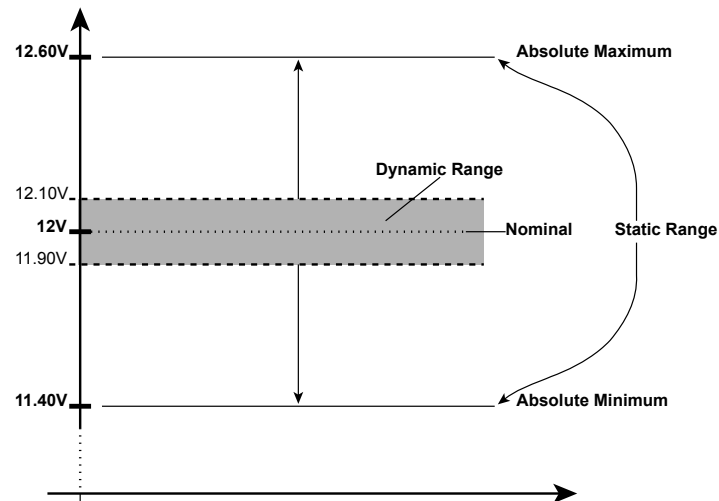 12.60V
Absolute Maximum
Dynamic Range
12.10V
12V
Nominal
Static Range
11.90V
11.40V
Absolute Minimum